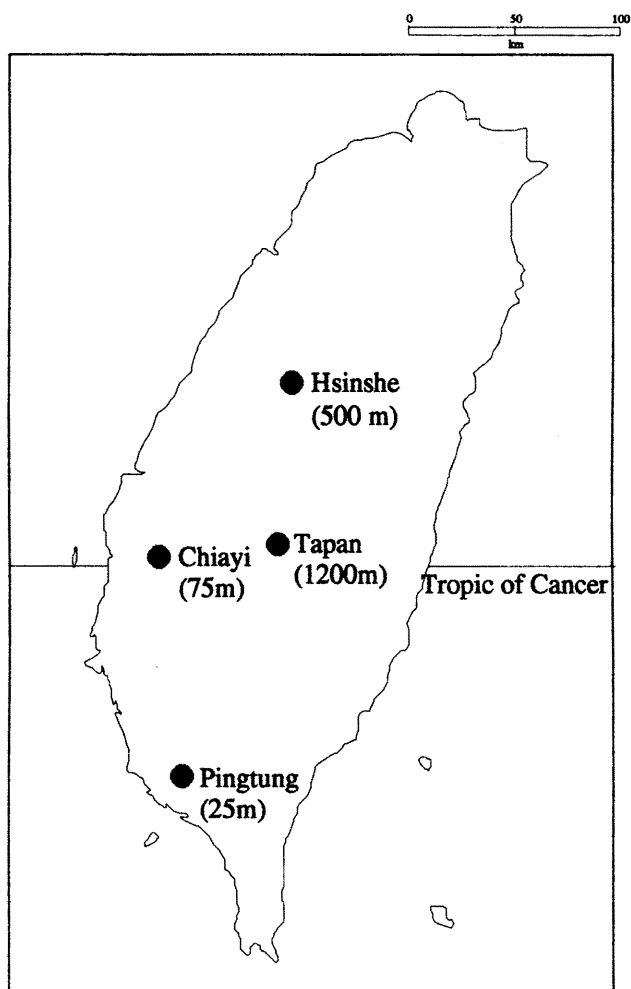 0 50 100
km
Hsinshe
(500 m)
Tapan
(1200m)
Chiayi
(75m)
Tropic of Cancer
Pingtung
(25m)